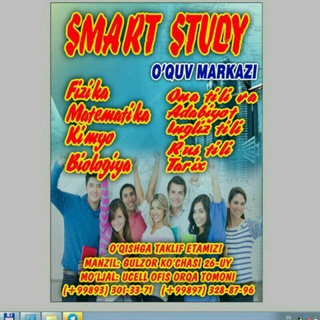 SMART STUDY
O'QUV MARKAZI
Fizika
Matematika
Kimyo
Biologiya
Ona tili va
Adabiyot
Ingliz tili
Rus tili
Tarix
O'QISHGA TAKLIF ETAMIZ!
MANZIL: GULZOR KO'CHASI 26-UY
MO'LJAL: UCELL OFIS ORQA TOMONI
(+99893) 301-33-71 (+99897) 328-87-96